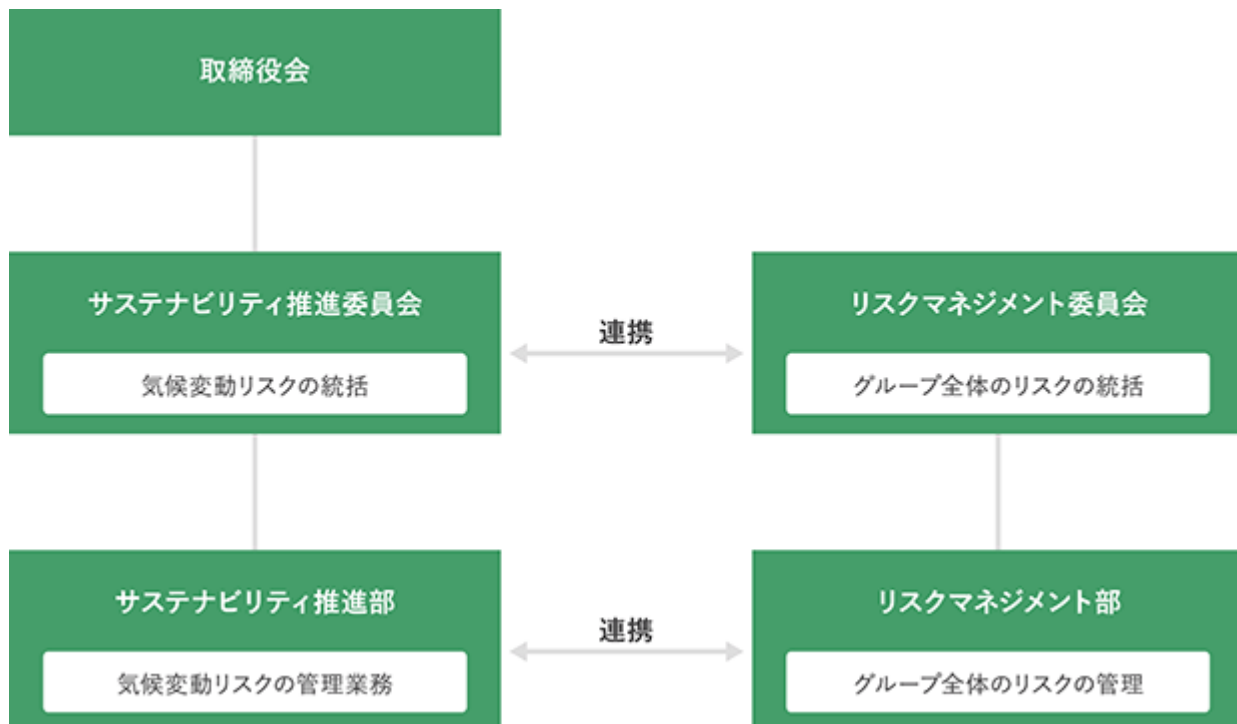 取締役会
サステナビリティ推進委員会
気候変動リスクの統括
連携
リスクマネジメント委員会
グループ全体のリスクの統括
サステナビリティ推進部
気候変動リスクの管理業務
連携
リスクマネジメント部
グループ全体のリスクの管理